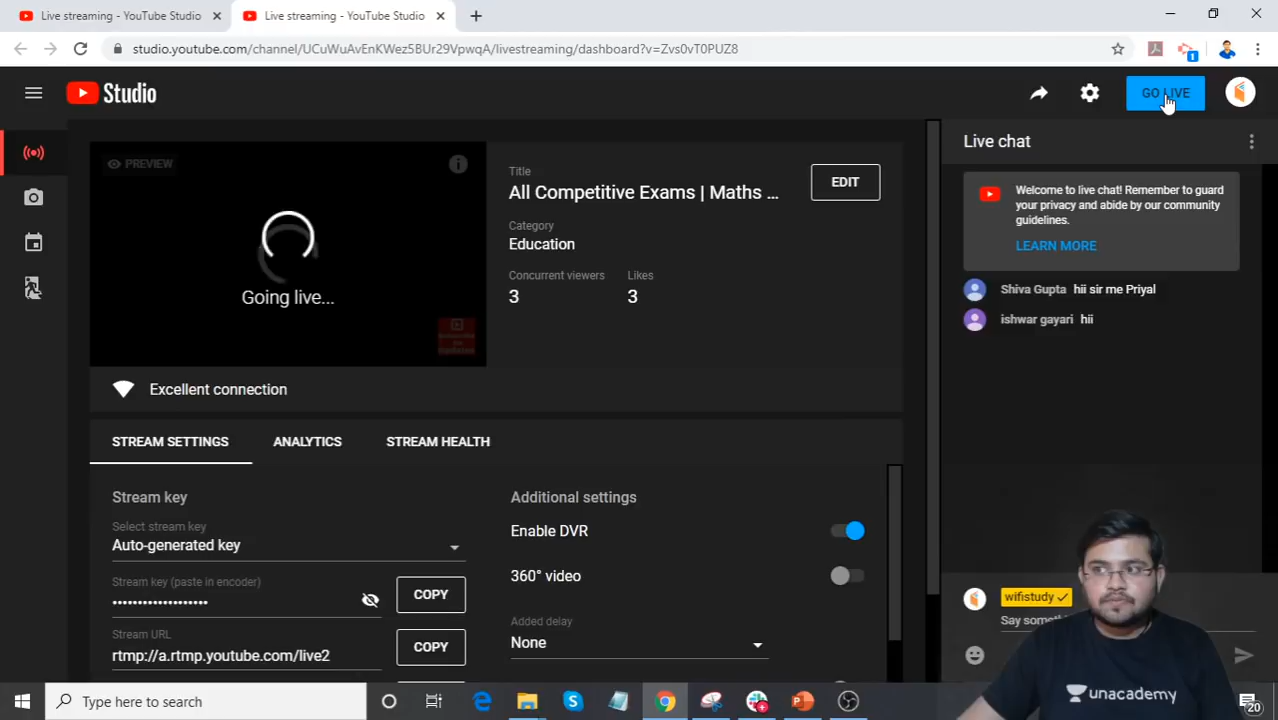 Live streaming - YouTube Studio
Live streaming - YouTube Studio
studio.youtube.com/channel/UCuWuAvEnKWez5BUr29VpwqA/livestreaming/dashboard?v=Zvs0vT0PUZ8
1
Studio
GO LIVE
PREVIEW
Going live...
Title
All Competitive Exams | Maths ...
EDIT
Category
Education
Concurrent viewers
Likes
3
3
Excellent connection
STREAM SETTINGS
ANALYTICS
STREAM HEALTH
Stream key
Select stream key
Auto-generated key
Stream key (paste in encoder)
••••••••••••••••••••
COPY
Stream URL
rtmp://a.rtmp.youtube.com/live2
COPY
Additional settings
Enable DVR
360° video
Added delay
None
Live chat
Welcome to live chat! Remember to guard
your privacy and abide by our community
guidelines.
LEARN MORE
Shiva Gupta hii sir me Priyal
ishwar gayari hii
wifistudy
Say
unacademy
Type here to search
20